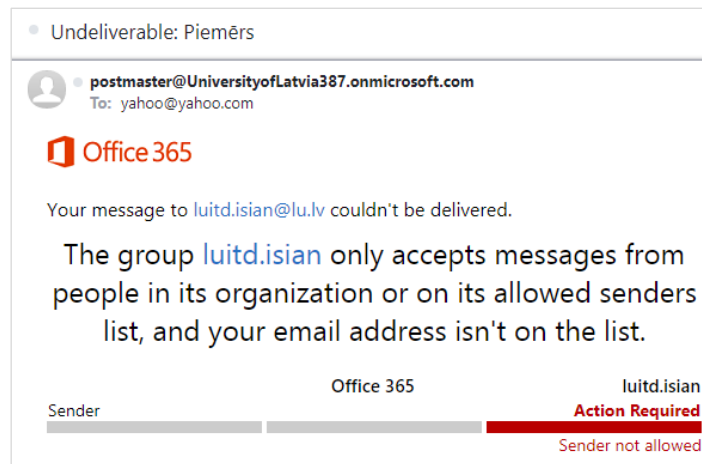 Undeliverable: Piemērs
postmaster@UniversityofLatvia387.onmicrosoft.com
To: yahoo@yahoo.com
Office 365
Your message to luitd.isian@lu.lv couldn't be delivered.
The group luitd.isian only accepts messages from
people in its organization or on its allowed senders
list, and your email address isn't on the list.
Office 365 luitd.isian
Sender Action Required
Sender not allowed